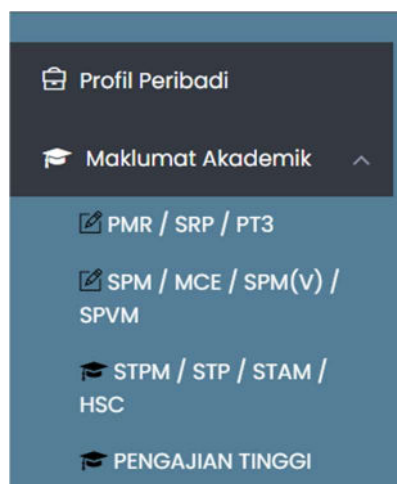 Profil Peribadi
Maklumat Akademik
PMR / SRP / PT3
SPM / MCE / SPM(V) /
SPVM
STPM / STP / STAM /
HSC
PENGAJIAN TINGGI